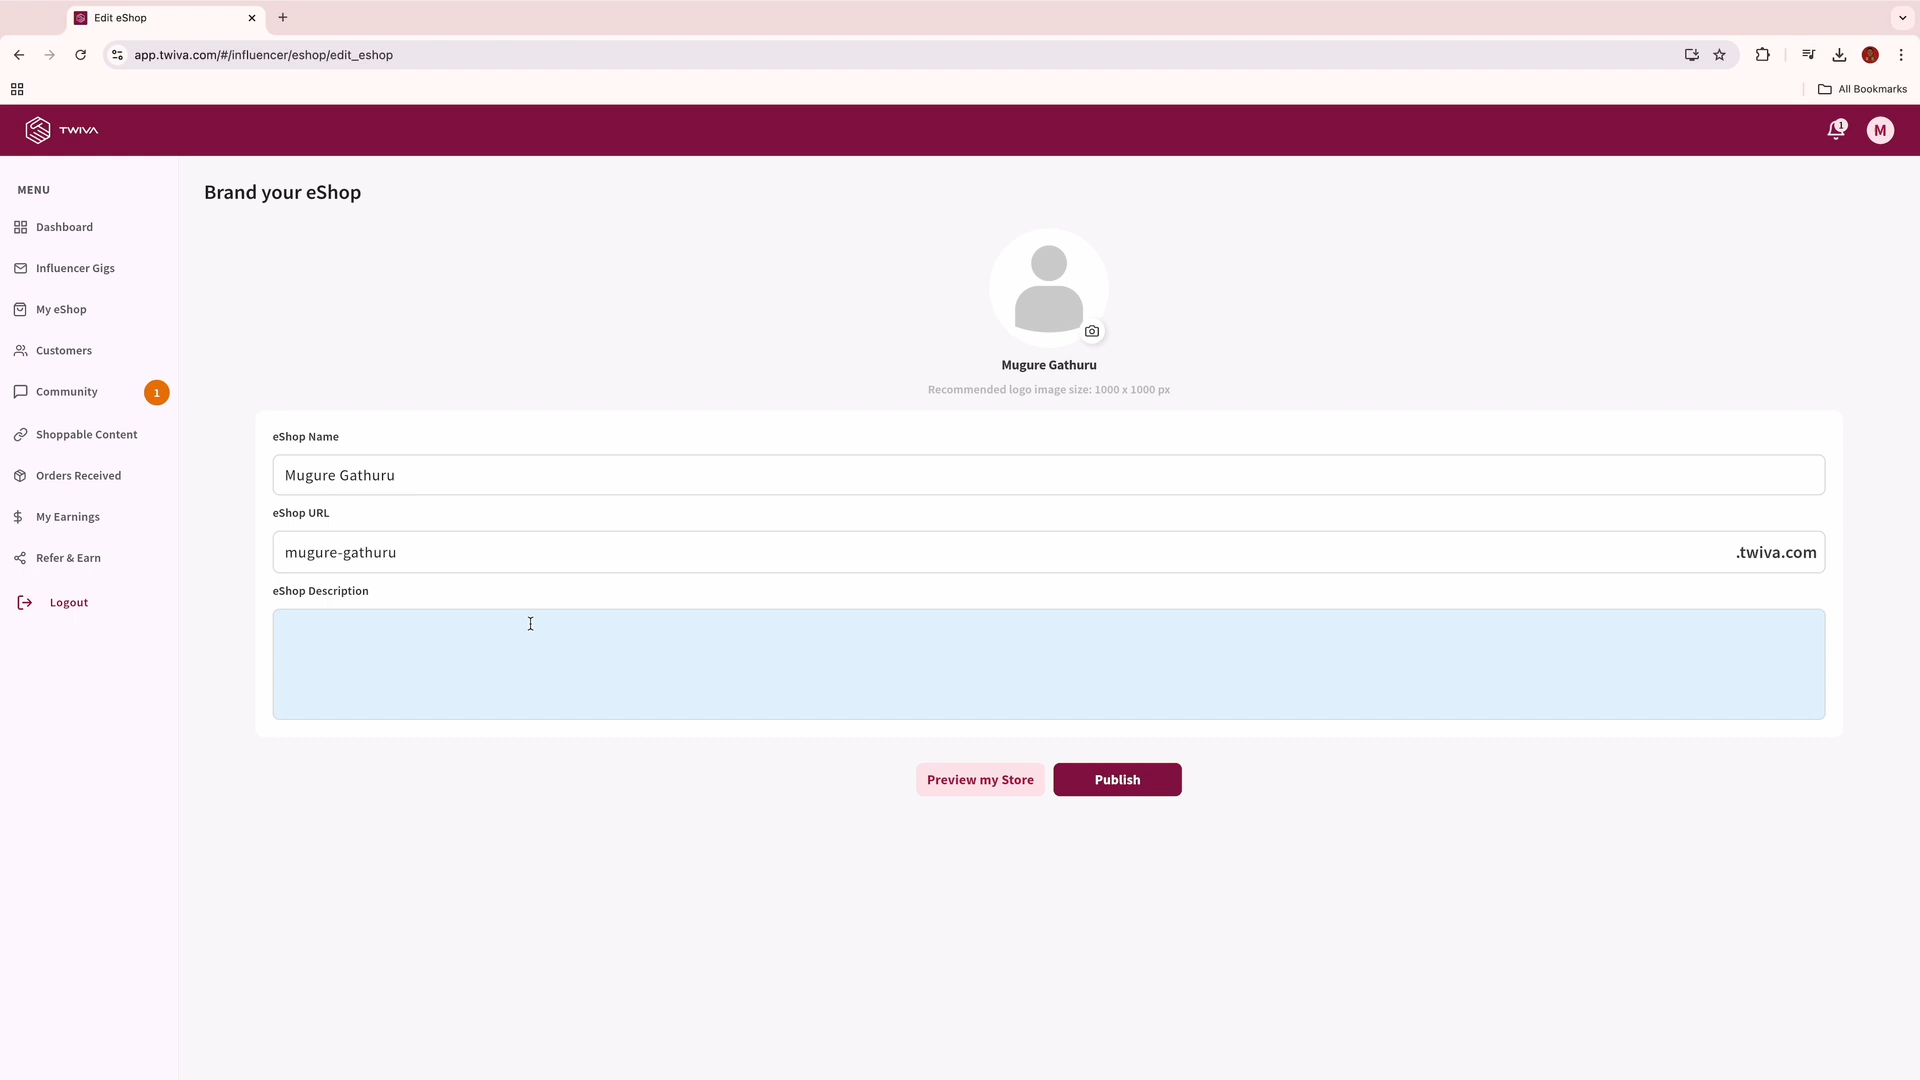 Edit eShop
app.twiva.com/#/influencer/eshop/edit_eshop
All Bookmarks
TWIVA
1
M
MENU
Dashboard
Influencer Gigs
My eShop
Customers
Community
1
Shoppable Content
Orders Received
My Earnings
Refer & Earn
Logout
Brand your eShop
Mugure Gathuru
Recommended logo image size: 1000 x 1000 px
eShop Name
Mugure Gathuru
eShop URL
mugure-gathuru
.twiva.com
eShop Description
Preview my Store
Publish